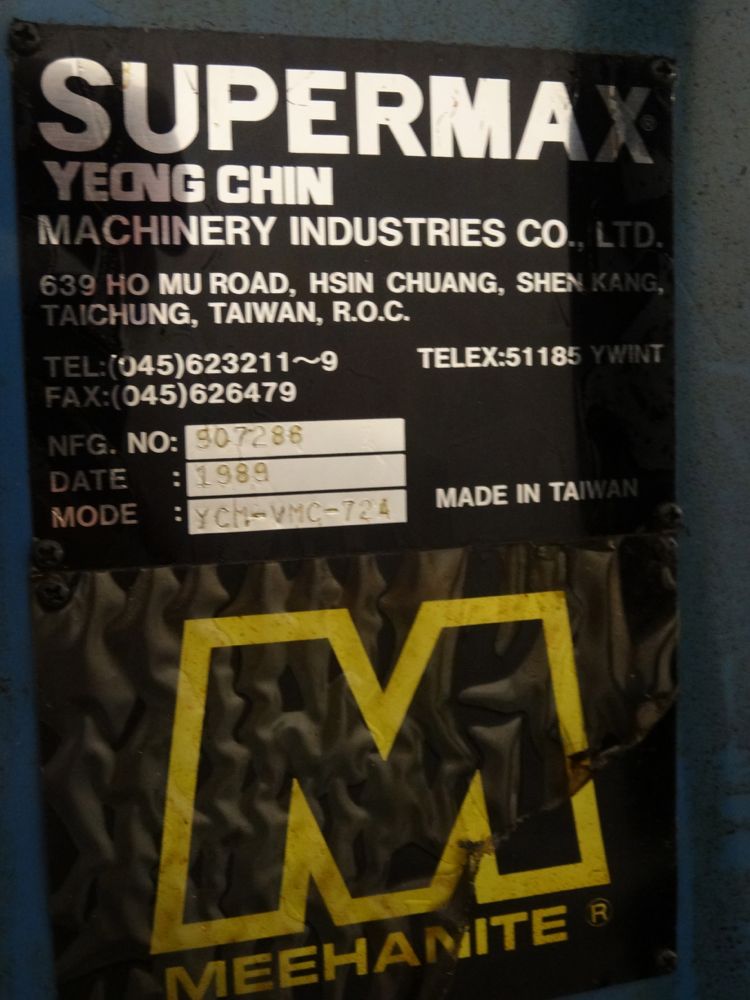 SUPERMAX®
YEONG CHIN
MACHINERY INDUSTRIES CO., LTD.
639 HO MU ROAD, HSIN CHUANG, SHEN KANG,
TAICHUNG, TAIWAN, R.O.C.
TEL:(045)623211~9 TELEX:51185 YWINT
FAX:(045)626479
NFG. NO: 907286
DATE : 1989
MODE : YCM-VMC-72A MADE IN TAIWAN
M
MEEHANITE ®